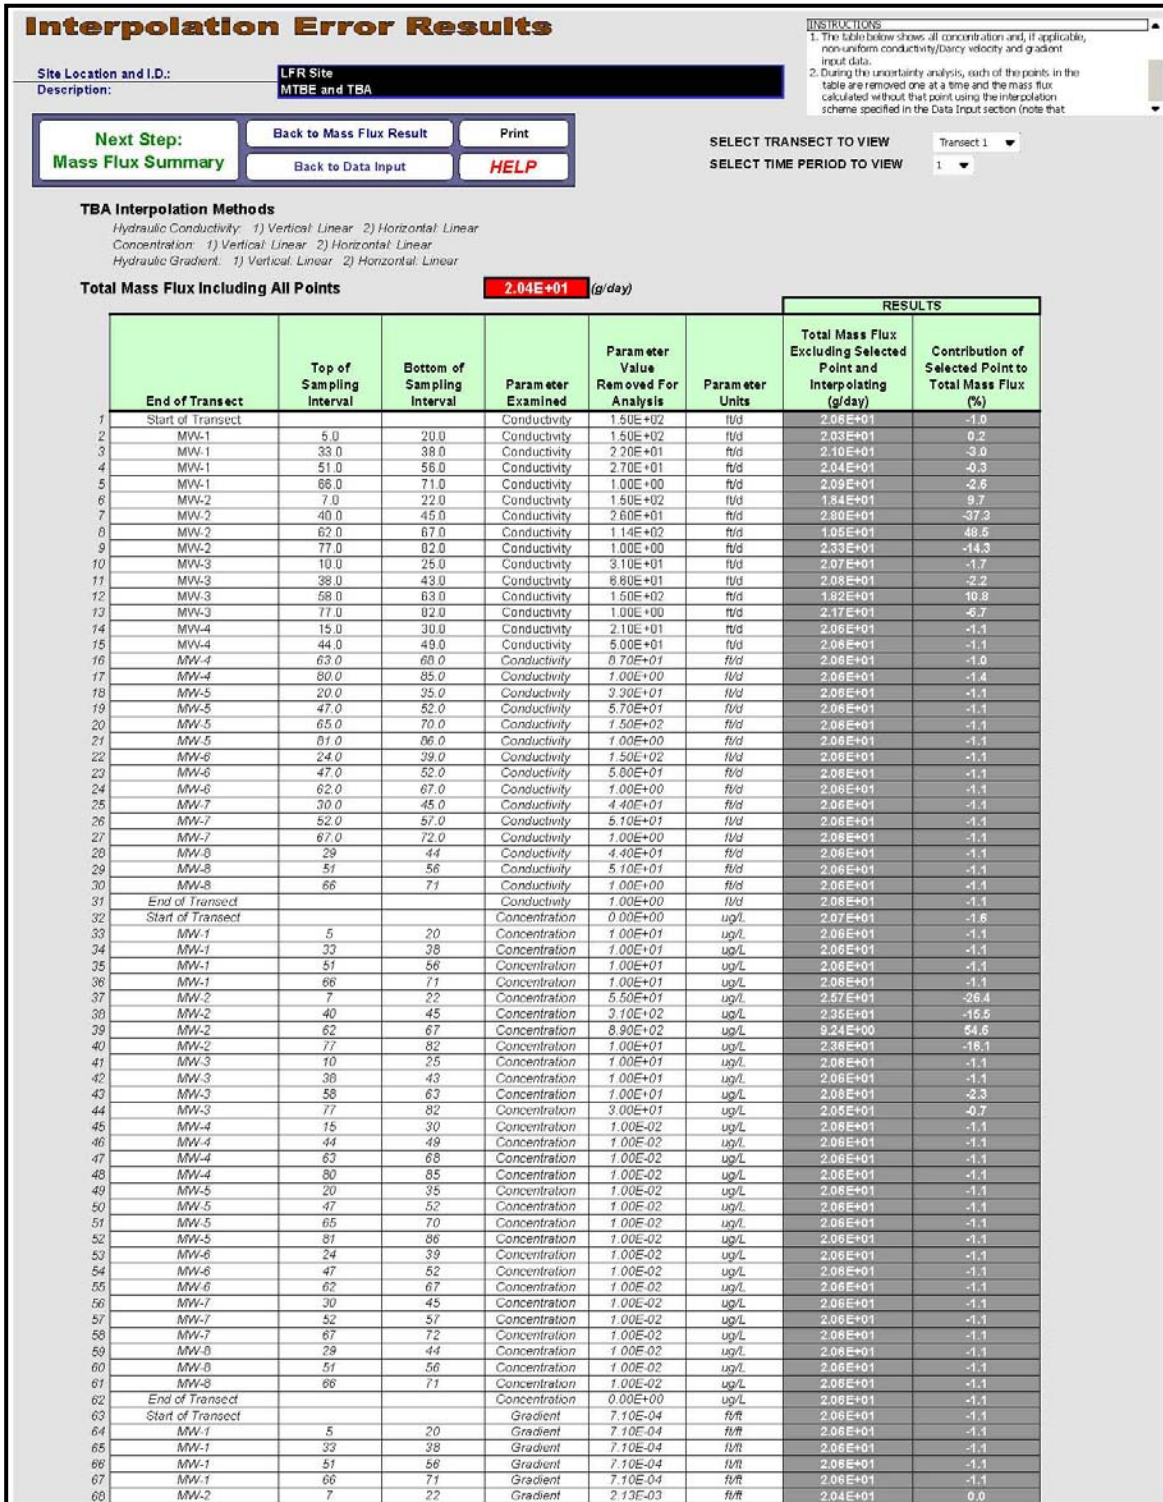 Interpolation Error Results
INSTRUCTIONS
1. The table below shows all concentration and, if applicable,
non-uniform conductivity/Darcy velocity and gradient
input data.
2. During the uncertainty analysis, each of the points in the
table are removed one at a time and the mass flux
calculated without that point using the interpolation
scheme specified in the Data Input section (note that
Site Location and I.D.: LFR Site
Description: MTBE and TBA
Next Step:
Mass Flux Summary
Back to Mass Flux Result
Print
Back to Data Input
HELP
SELECT TRANSECT TO VIEW Transect 1
SELECT TIME PERIOD TO VIEW 1
TBA Interpolation Methods
Hydraulic Conductivity: 1) Vertical: Linear 2) Horizontal: Linear
Concentration: 1) Vertical: Linear 2) Horizontal: Linear
Hydraulic Gradient: 1) Vertical: Linear 2) Horizontal: Linear
Total Mass Flux Including All Points 2.04E+01 (g/day)
RESULTS
End of Transect
Top of Sampling Interval
Bottom of Sampling Interval
Parameter Examined
Parameter Value Removed For Analysis
Parameter Units
Total Mass Flux Excluding Selected Point and Interpolating (g/day)
Contribution of Selected Point to Total Mass Flux (%)
1 Start of Transect Conductivity 1.50E+02 ft/d 2.06E+01 -1.0
2 MW-1 5.0 20.0 Conductivity 1.50E+02 ft/d 2.03E+01 0.2
3 MW-1 33.0 38.0 Conductivity 2.20E+01 ft/d 2.10E+01 -3.0
4 MW-1 51.0 56.0 Conductivity 2.70E+01 ft/d 2.04E+01 -0.3
5 MW-1 66.0 71.0 Conductivity 1.00E+00 ft/d 2.09E+01 -2.6
6 MW-2 7.0 22.0 Conductivity 1.50E+02 ft/d 1.84E+01 9.7
7 MW-2 40.0 45.0 Conductivity 2.60E+01 ft/d 2.80E+01 -37.3
8 MW-2 62.0 67.0 Conductivity 1.14E+02 ft/d 1.05E+01 48.5
9 MW-2 77.0 82.0 Conductivity 1.00E+00 ft/d 2.33E+01 -14.3
10 MW-3 10.0 25.0 Conductivity 3.10E+01 ft/d 2.07E+01 -1.7
11 MW-3 38.0 43.0 Conductivity 6.60E+01 ft/d 2.08E+01 -2.2
12 MW-3 58.0 63.0 Conductivity 1.50E+02 ft/d 1.82E+01 10.8
13 MW-3 77.0 82.0 Conductivity 1.00E+00 ft/d 2.17E+01 -6.7
14 MW-4 15.0 30.0 Conductivity 2.10E+01 ft/d 2.06E+01 -1.1
15 MW-4 44.0 49.0 Conductivity 5.00E+01 ft/d 2.06E+01 -1.1
16 MW-4 63.0 68.0 Conductivity 8.70E+01 ft/d 2.06E+01 -1.0
17 MW-4 80.0 85.0 Conductivity 1.00E+00 ft/d 2.06E+01 -1.4
18 MW-5 20.0 35.0 Conductivity 3.30E+01 ft/d 2.06E+01 -1.1
19 MW-5 47.0 52.0 Conductivity 5.70E+01 ft/d 2.06E+01 -1.1
20 MW-5 65.0 70.0 Conductivity 1.50E+02 ft/d 2.06E+01 -1.1
21 MW-5 81.0 86.0 Conductivity 1.00E+00 ft/d 2.06E+01 -1.1
22 MW-6 24.0 39.0 Conductivity 1.50E+02 ft/d 2.06E+01 -1.1
23 MW-6 47.0 52.0 Conductivity 5.80E+01 ft/d 2.06E+01 -1.1
24 MW-6 62.0 67.0 Conductivity 1.00E+00 ft/d 2.06E+01 -1.1
25 MW-7 30.0 45.0 Conductivity 4.40E+01 ft/d 2.06E+01 -1.1
26 MW-7 52.0 57.0 Conductivity 5.10E+01 ft/d 2.06E+01 -1.1
27 MW-7 67.0 72.0 Conductivity 1.00E+00 ft/d 2.06E+01 -1.1
28 MW-8 29 44 Conductivity 4.40E+01 ft/d 2.06E+01 -1.1
29 MW-8 51 56 Conductivity 5.10E+01 ft/d 2.06E+01 -1.1
30 MW-8 66 71 Conductivity 1.00E+00 ft/d 2.06E+01 -1.1
31 End of Transect Conductivity 1.00E+00 ft/d 2.06E+01 -1.1
32 Start of Transect Concentration 0.00E+00 ug/L 2.07E+01 -1.6
33 MW-1 5 20 Concentration 1.00E+01 ug/L 2.06E+01 -1.1
34 MW-1 33 38 Concentration 1.00E+01 ug/L 2.06E+01 -1.1
35 MW-1 51 56 Concentration 1.00E+01 ug/L 2.06E+01 -1.1
36 MW-1 66 71 Concentration 1.00E+01 ug/L 2.06E+01 -1.1
37 MW-2 7 22 Concentration 5.50E+01 ug/L 2.57E+01 -26.4
38 MW-2 40 45 Concentration 3.10E+02 ug/L 2.35E+01 -15.5
39 MW-2 62 67 Concentration 8.90E+02 ug/L 9.24E+00 54.6
40 MW-2 77 82 Concentration 1.00E+01 ug/L 2.36E+01 -16.1
41 MW-3 10 25 Concentration 1.00E+01 ug/L 2.06E+01 -1.1
42 MW-3 38 43 Concentration 1.00E+01 ug/L 2.06E+01 -1.1
43 MW-3 58 63 Concentration 1.00E+01 ug/L 2.08E+01 -2.3
44 MW-3 77 82 Concentration 3.00E+01 ug/L 2.05E+01 -0.7
45 MW-4 15 30 Concentration 1.00E-02 ug/L 2.06E+01 -1.1
46 MW-4 44 49 Concentration 1.00E-02 ug/L 2.06E+01 -1.1
47 MW-4 63 68 Concentration 1.00E-02 ug/L 2.06E+01 -1.1
48 MW-4 80 85 Concentration 1.00E-02 ug/L 2.06E+01 -1.1
49 MW-5 20 35 Concentration 1.00E-02 ug/L 2.06E+01 -1.1
50 MW-5 47 52 Concentration 1.00E-02 ug/L 2.06E+01 -1.1
51 MW-5 65 70 Concentration 1.00E-02 ug/L 2.06E+01 -1.1
52 MW-5 81 86 Concentration 1.00E-02 ug/L 2.06E+01 -1.1
53 MW-6 24 39 Concentration 1.00E-02 ug/L 2.06E+01 -1.1
54 MW-6 47 52 Concentration 1.00E-02 ug/L 2.06E+01 -1.1
55 MW-6 62 67 Concentration 1.00E-02 ug/L 2.06E+01 -1.1
56 MW-7 30 45 Concentration 1.00E-02 ug/L 2.06E+01 -1.1
57 MW-7 52 57 Concentration 1.00E-02 ug/L 2.06E+01 -1.1
58 MW-7 67 72 Concentration 1.00E-02 ug/L 2.06E+01 -1.1
59 MW-8 29 44 Concentration 1.00E-02 ug/L 2.06E+01 -1.1
60 MW-8 51 56 Concentration 1.00E-02 ug/L 2.06E+01 -1.1
61 MW-8 66 71 Concentration 1.00E-02 ug/L 2.06E+01 -1.1
62 End of Transect Concentration 0.00E+00 ug/L 2.06E+01 -1.1
63 Start of Transect Gradient 7.10E-04 ft/ft 2.06E+01 -1.1
64 MW-1 5 20 Gradient 7.10E-04 ft/ft 2.06E+01 -1.1
65 MW-1 33 38 Gradient 7.10E-04 ft/ft 2.06E+01 -1.1
66 MW-1 51 56 Gradient 7.10E-04 ft/ft 2.06E+01 -1.1
67 MW-1 66 71 Gradient 7.10E-04 ft/ft 2.06E+01 -1.1
68 MW-2 7 22 Gradient 2.13E-03 ft/ft 2.04E+01 0.0